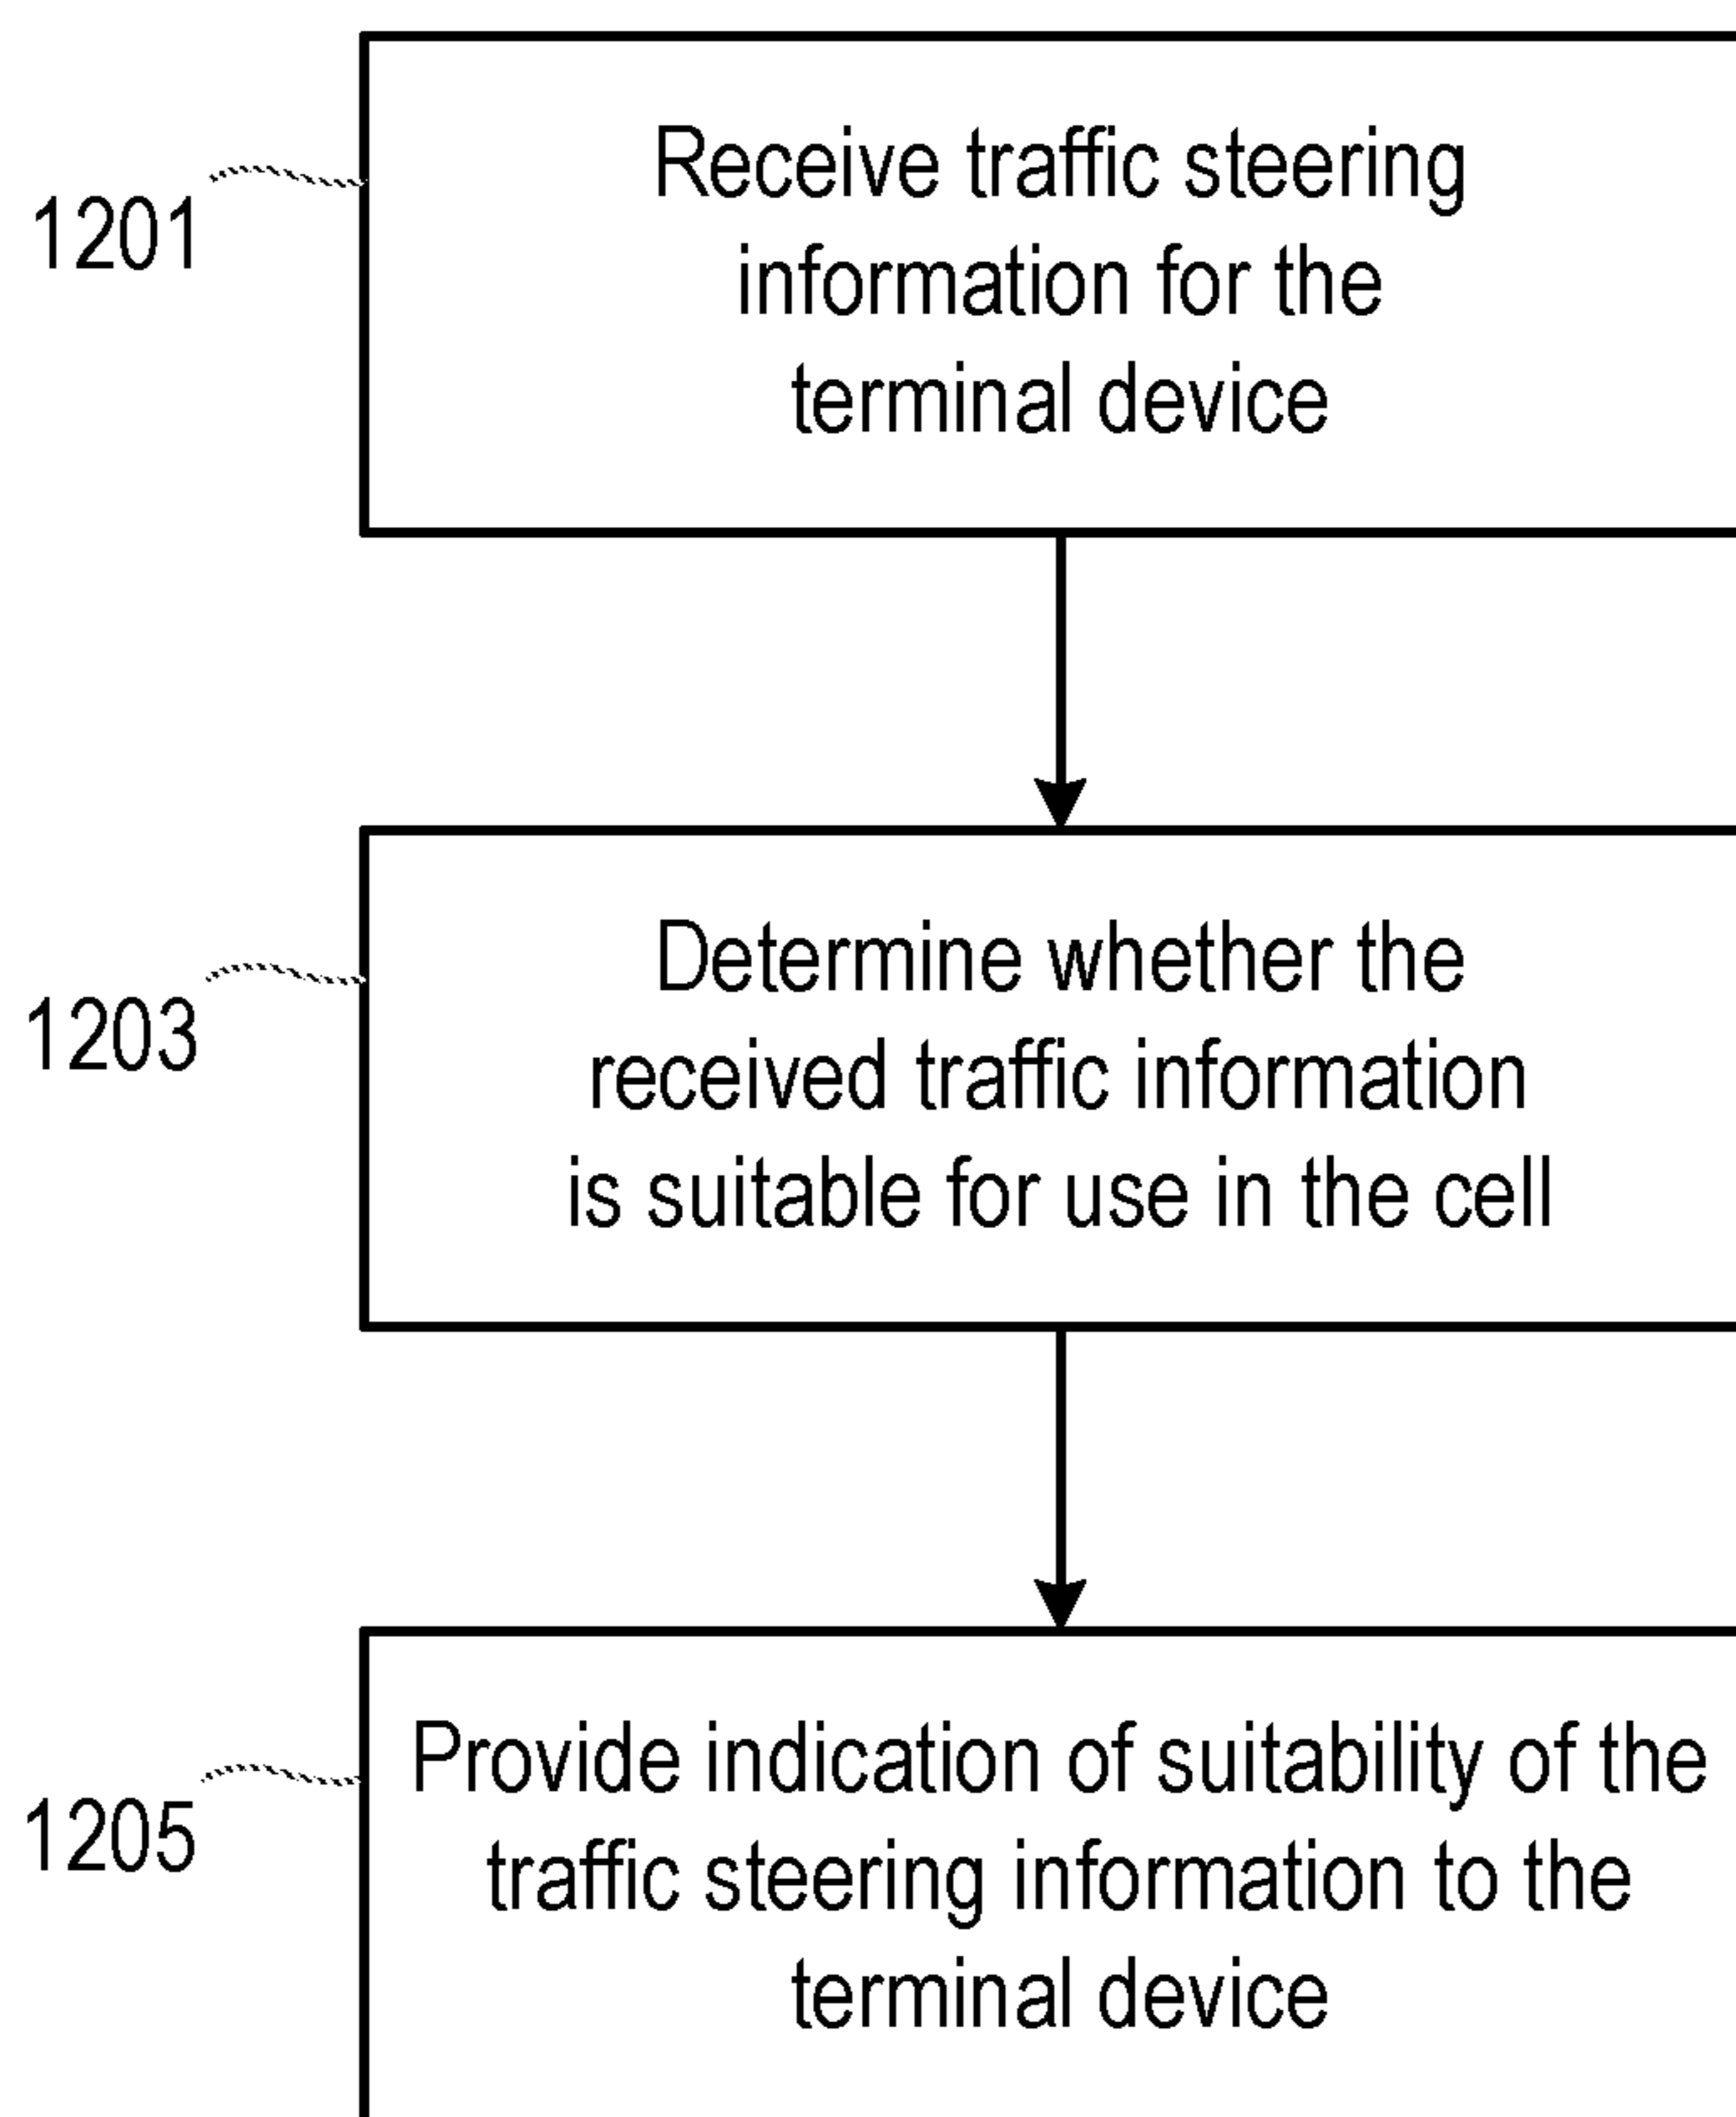 1201
Receive traffic steering
information for the
terminal device
1203
Determine whether the
received traffic information
is suitable for use in the cell
1205
Provide indication of suitability of the
traffic steering information to the
terminal device